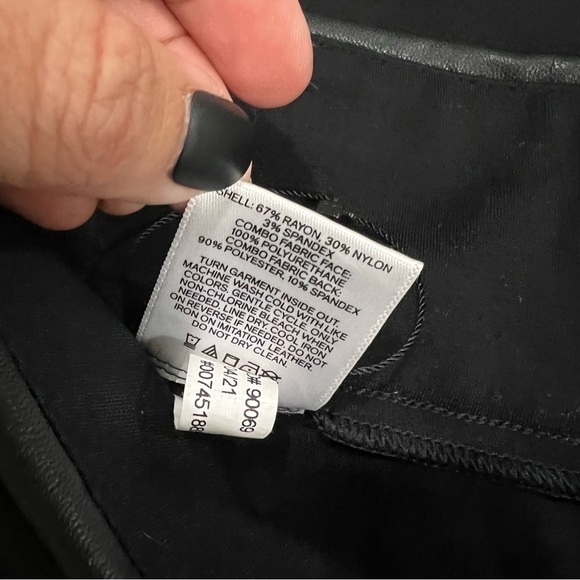 SHELL: 67% RAYON, 30% NYLON
3% SPANDEX
COMBO FABRIC FACE:
100% POLYURETHANE
COMBO FABRIC BACK:
90% POLYESTER, 10% SPANDEX
TURN GARMENT INSIDE OUT.
MACHINE WASH COLD WITH LIKE
COLORS. GENTLE CYCLE. ONLY
NON-CHLORINE BLEACH WHEN
NEEDED. LINE DRY. COOL IRON
ON REVERSE IF NEEDED. DO NOT
IRON ON IMITATION LEATHER.
DO NOT DRY CLEAN.
# 90069
04/21
#00745188